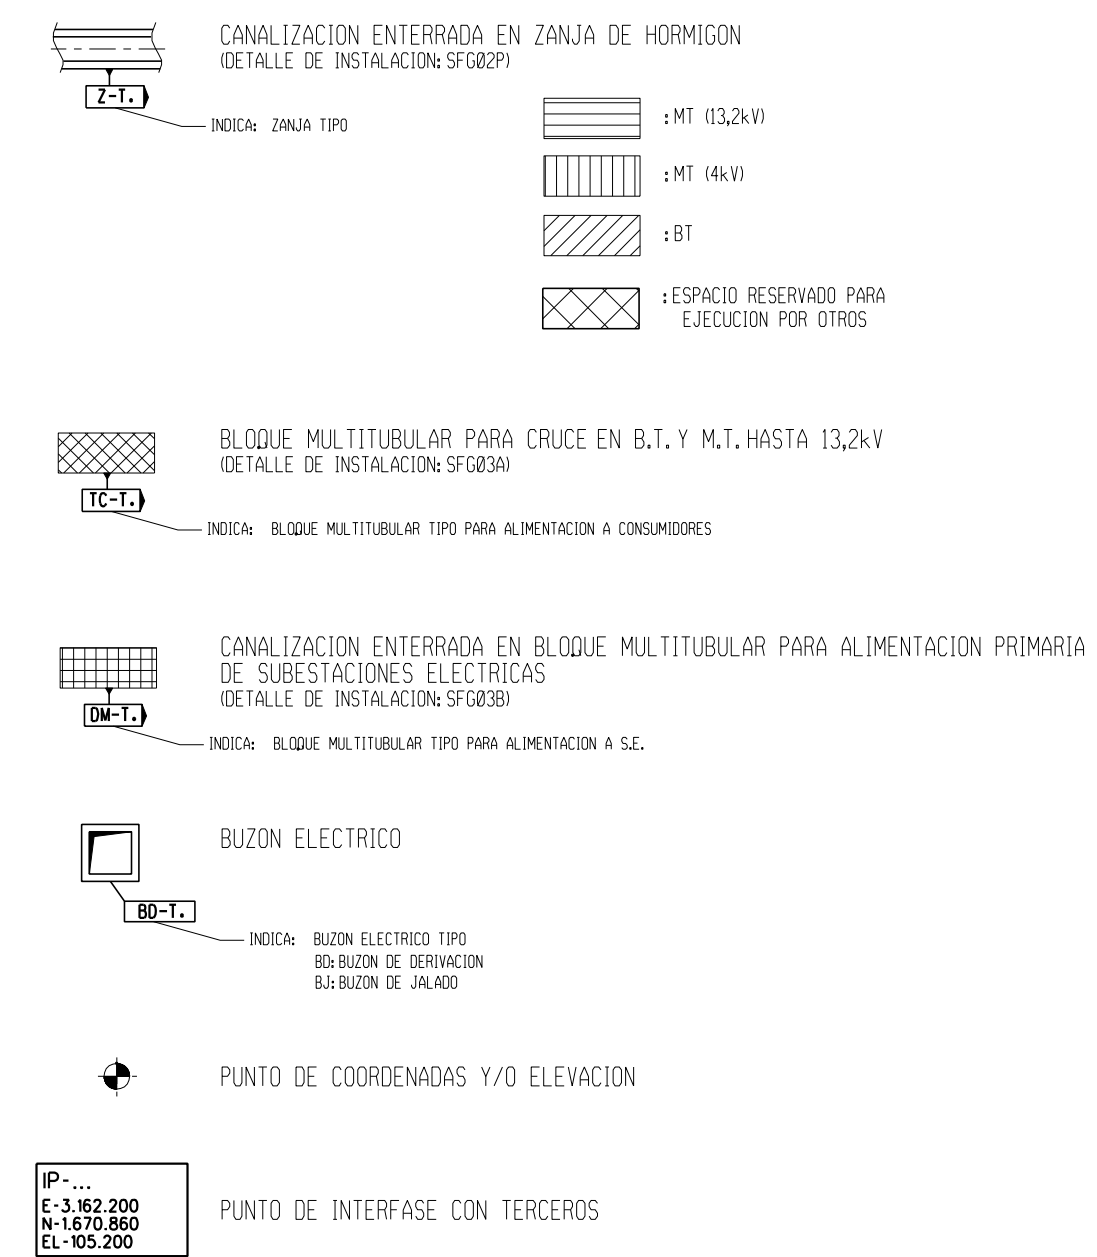 CANALIZACION ENTERRADA EN ZANJA DE HORMIGON
(DETALLE DE INSTALACION: SFGØ2P)
Z-T.
INDICA: ZANJA TIPO
: MT (13,2kV)
: MT (4kV)
: BT
: ESPACIO RESERVADO PARA
EJECUCION POR OTROS
BLOQUE MULTITUBULAR PARA CRUCE EN B.T. Y M.T. HASTA 13,2kV
(DETALLE DE INSTALACION: SFGØ3A)
TC-T.
INDICA: BLOQUE MULTITUBULAR TIPO PARA ALIMENTACION A CONSUMIDORES
CANALIZACION ENTERRADA EN BLOQUE MULTITUBULAR PARA ALIMENTACION PRIMARIA
DE SUBESTACIONES ELECTRICAS
(DETALLE DE INSTALACION: SFGØ3B)
DM-T.
INDICA: BLOQUE MULTITUBULAR TIPO PARA ALIMENTACION A S.E.
BUZON ELECTRICO
BD-T.
INDICA: BUZON ELECTRICO TIPO
BD: BUZON DE DERIVACION
BJ: BUZON DE JALADO
PUNTO DE COORDENADAS Y/O ELEVACION
IP-...
E-3.162.200
N-1.670.860
EL-105.200
PUNTO DE INTERFASE CON TERCEROS